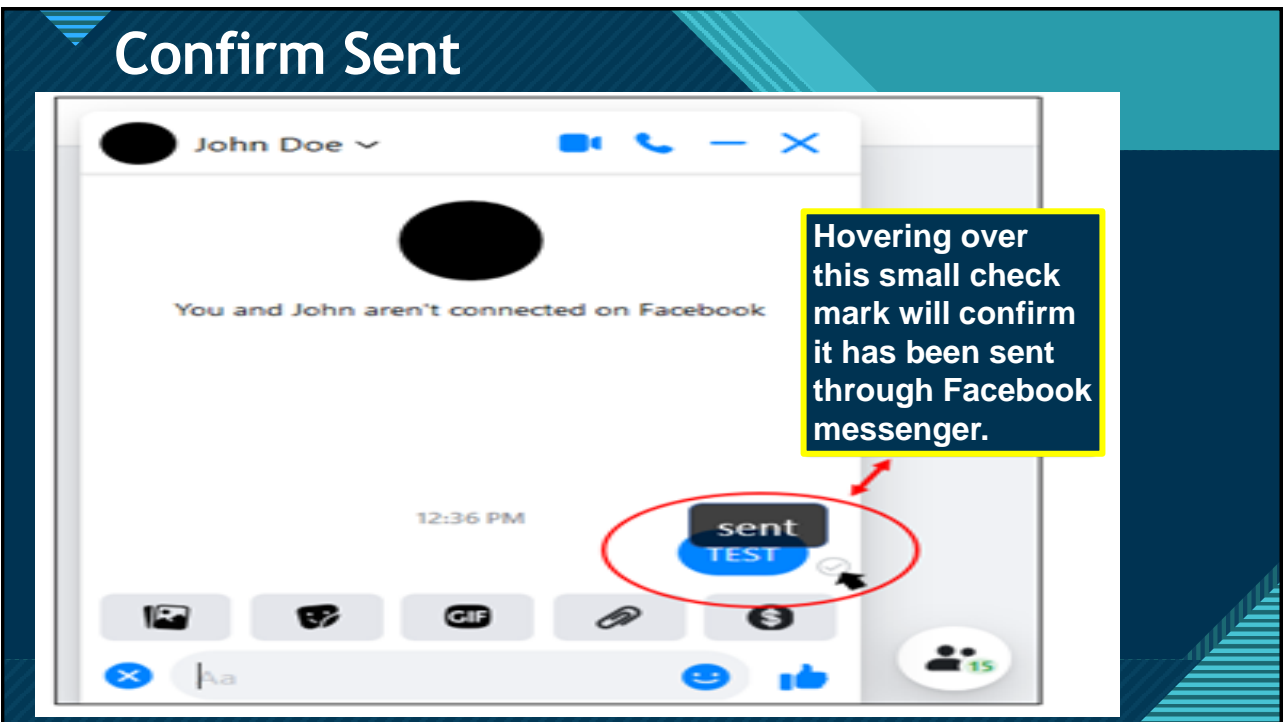 Confirm Sent
John Doe
You and John aren't connected on Facebook
Hovering over
this small check
mark will confirm
it has been sent
through Facebook
messenger.
12:36 PM
sent
TEST
GIF
$
Aa
15